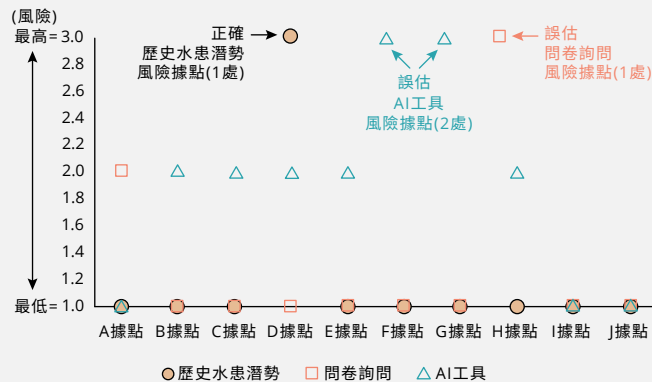 (風險)
最高=3.0
2.8
2.6
2.4
2.2
2.0
1.8
1.6
1.4
1.2
最低=1.0
正確
歷史水患潛勢
風險據點(1處)
誤估
AI工具
風險據點(2處)
誤估
問卷詢問
風險據點(1處)
A據點 B據點 C據點 D據點 E據點 F據點 G據點 H據點 I據點 J據點
歷史水患潛勢 問卷詢問 AI工具